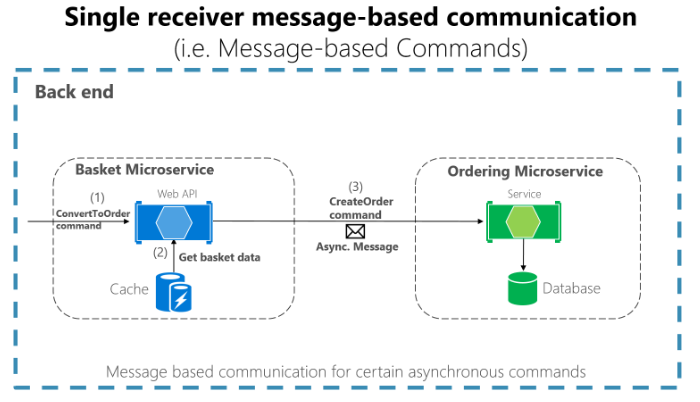 Single receiver message-based communication
(i.e. Message-based Commands)
Back end
Basket Microservice
Web API
(1)
ConvertToOrder
command
(2)
Get basket data
Cache
(3)
CreateOrder
command
Async. Message
Ordering Microservice
Service
Database
Message based communication for certain asynchronous commands